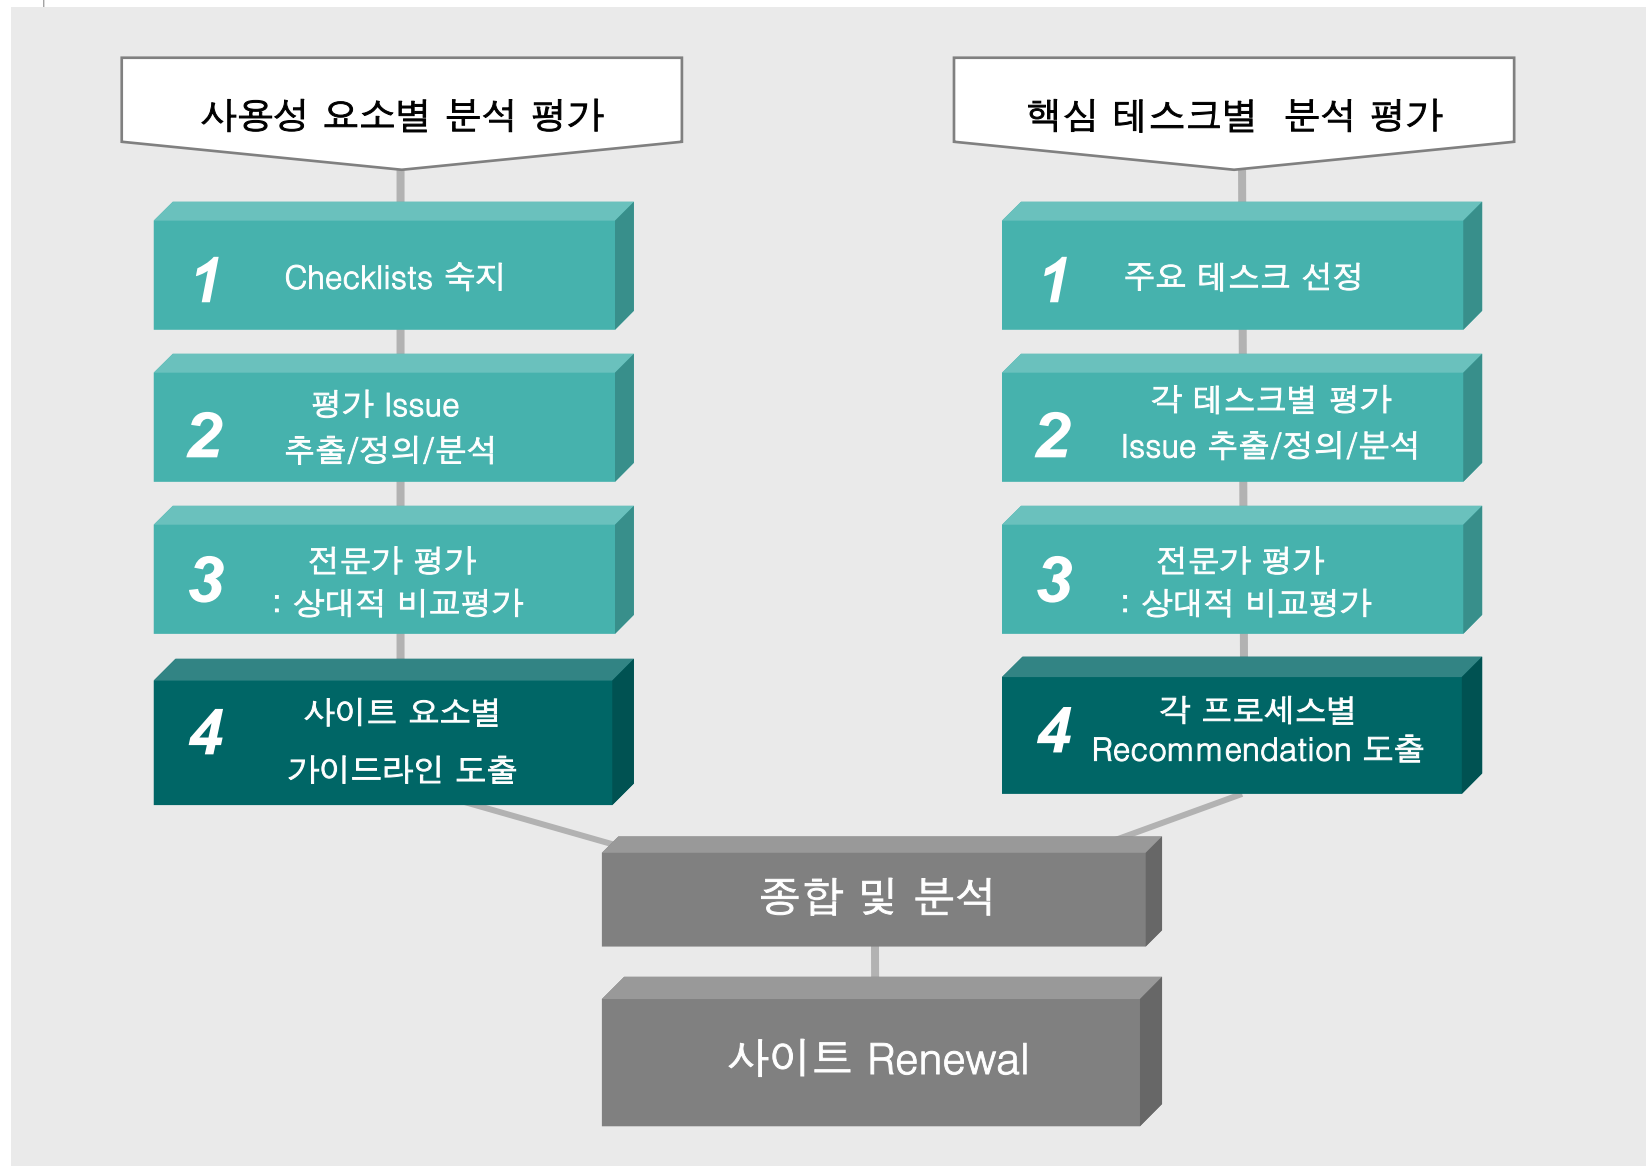 사용성 요소별 분석 평가
1
Checklists 숙지
2
평가 Issue
추출/정의/분석
3
전문가 평가
: 상대적 비교평가
4
사이트 요소별
가이드라인 도출
핵심 테스크별 분석 평가
1
주요 테스크 선정
2
각 테스크별 평가
Issue 추출/정의/분석
3
전문가 평가
: 상대적 비교평가
4
각 프로세스별
Recommendation 도출
종합 및 분석
사이트 Renewal